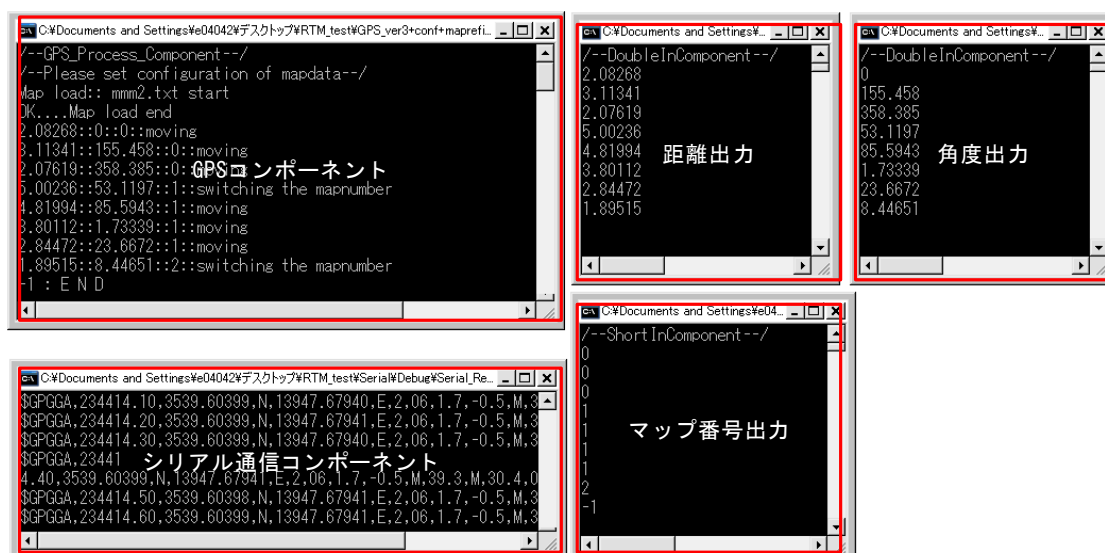 C:¥Documents and Settings¥e04042¥デスクトップ¥RTM_test¥GPS_ver3+conf+maprefi...
/--GPS_Process_Component--/
/--Please set configuration of mapdata--/
Map load:: mmm2.txt start
OK....Map load end
2.08268::0::0::moving
3.11341::155.458::0::moving
2.07619::358.385::0::moving
5.00236::53.1197::1::switching the mapnumber
4.81994::85.5943::1::moving
3.80112::1.73339::1::moving
2.84472::23.6672::1::moving
1.89515::8.44651::2::switching the mapnumber
-1 : E N D
GPSコンポーネント
C:¥Documents and Settings¥...
/--DoubleInComponent--/
2.08268
3.11341
2.07619
5.00236
4.81994
3.80112
2.84472
1.89515
距離出力
C:¥Documents and Settings¥...
/--DoubleInComponent--/
0
155.458
358.385
53.1197
85.5943
1.73339
23.6672
8.44651
角度出力
C:¥Documents and Settings¥e04042¥デスクトップ¥RTM_test¥Serial¥Debug¥Serial_Re...
$GPGGA,234414.10,3539.60399,N,13947.67940,E,2,06,1.7,-0.5,M,3
$GPGGA,234414.20,3539.60399,N,13947.67941,E,2,06,1.7,-0.5,M,3
$GPGGA,234414.30,3539.60399,N,13947.67940,E,2,06,1.7,-0.5,M,3
$GPGGA,23441
4.40,3539.60399,N,13947.67941,E,2,06,1.7,-0.5,M,39.3,M,30.4,0
$GPGGA,234414.50,3539.60398,N,13947.67941,E,2,06,1.7,-0.5,M,3
$GPGGA,234414.60,3539.60399,N,13947.67941,E,2,06,1.7,-0.5,M,3
シリアル通信コンポーネント
C:¥Documents and Settings¥e04...
/--ShortInComponent--/
0
0
0
1
1
1
1
2
-1
マップ番号出力